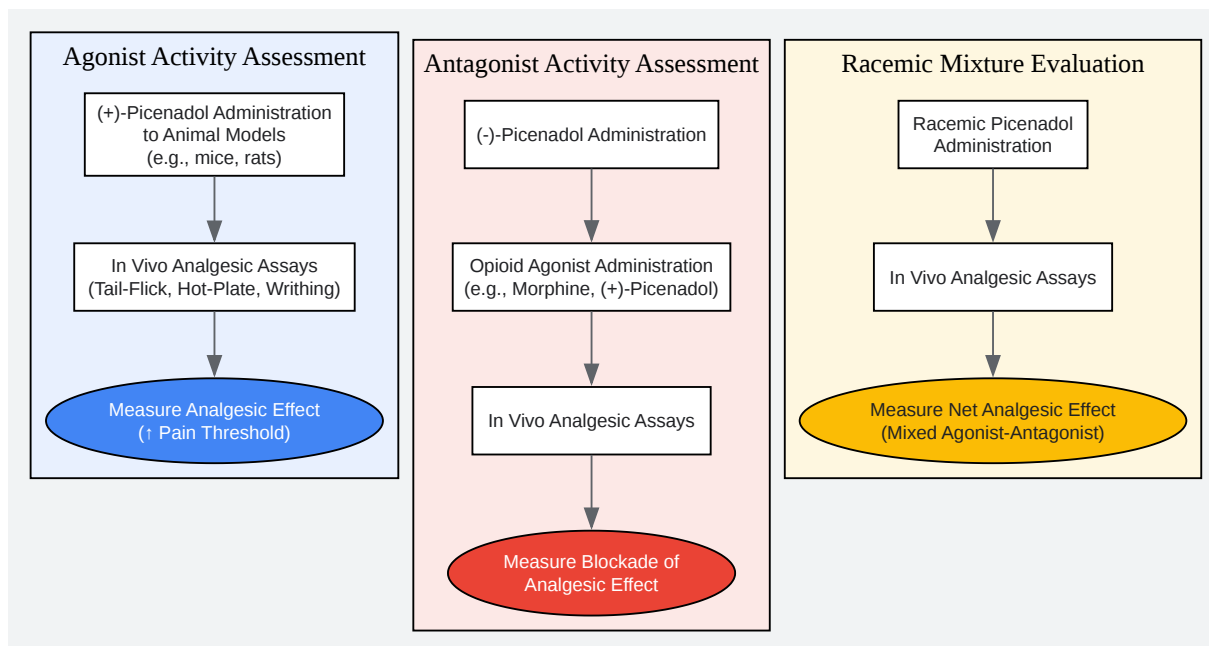 Agonist Activity Assessment
(+)-Picenadol Administration
to Animal Models
(e.g., mice, rats)
In Vivo Analgesic Assays
(Tail-Flick, Hot-Plate, Writhing)
Measure Analgesic Effect
(↑ Pain Threshold)
Antagonist Activity Assessment
(-)-Picenadol Administration
Opioid Agonist Administration
(e.g., Morphine, (+)-Picenadol)
In Vivo Analgesic Assays
Measure Blockade of
Analgesic Effect
Racemic Mixture Evaluation
Racemic Picenadol
Administration
In Vivo Analgesic Assays
Measure Net Analgesic Effect
(Mixed Agonist-Antagonist)